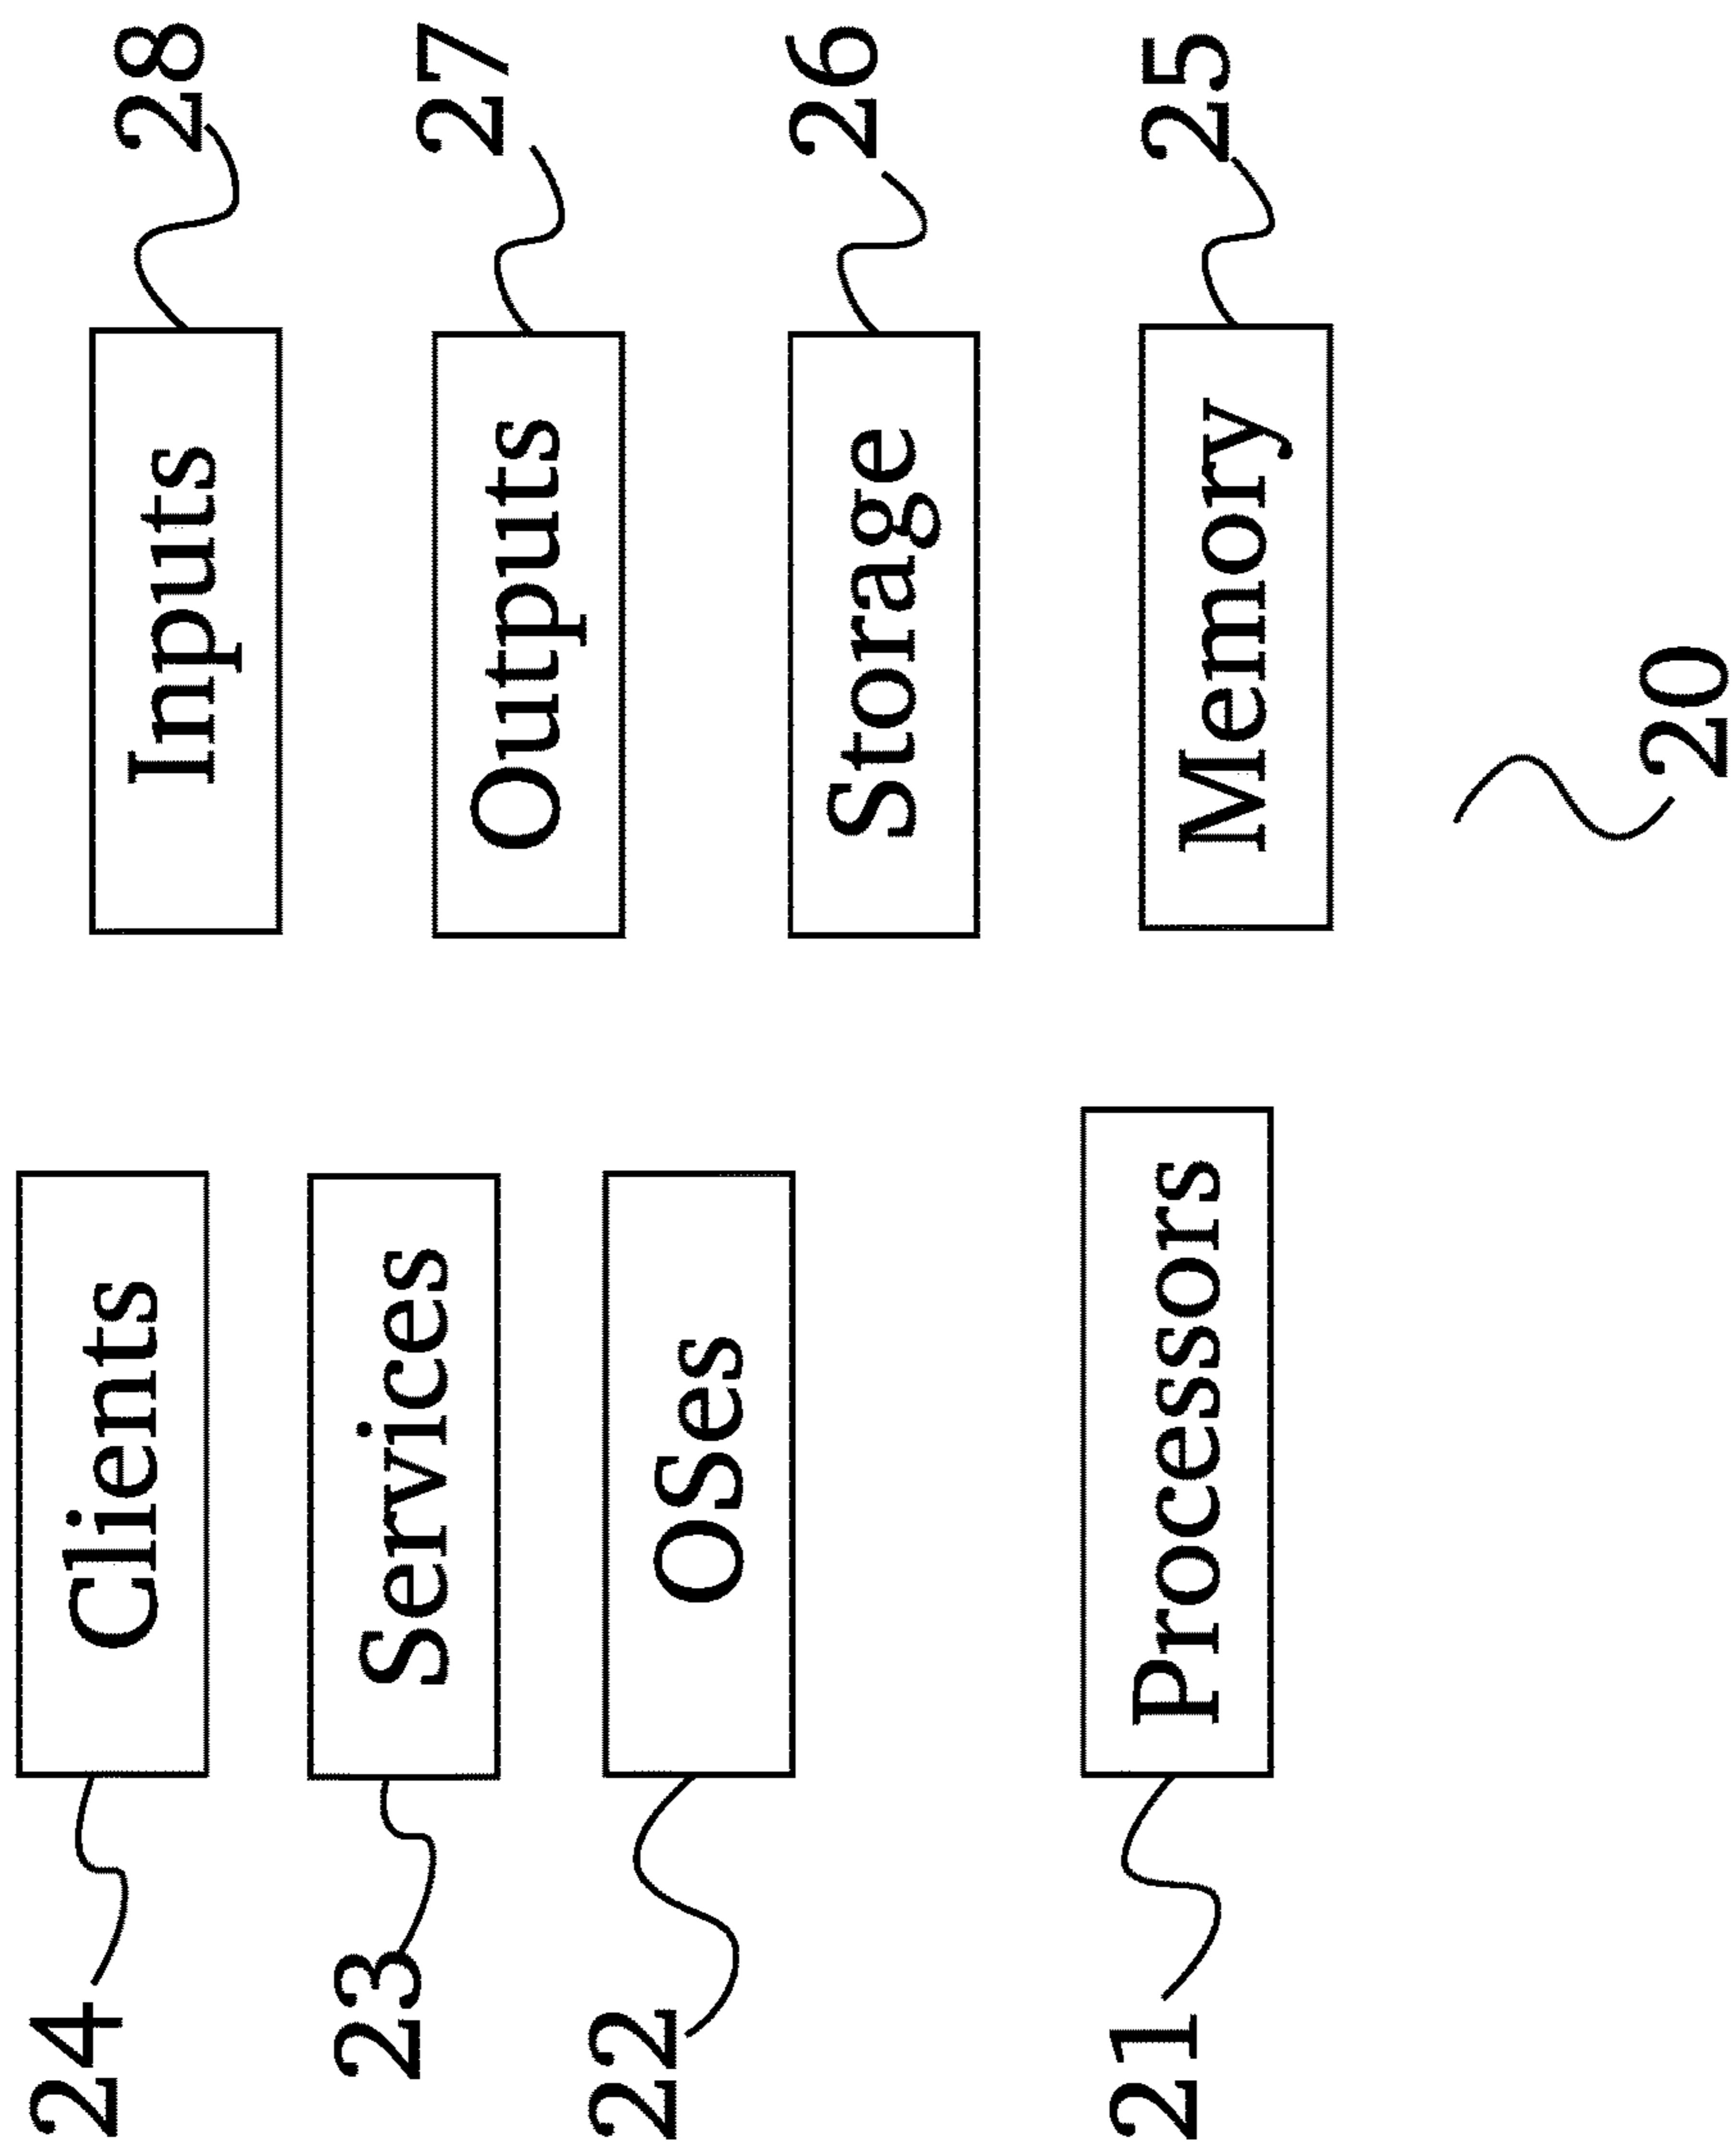 24 Clients Inputs 28
23 Services Outputs 27
22 OSes Storage 26
21 Processors Memory 25
20